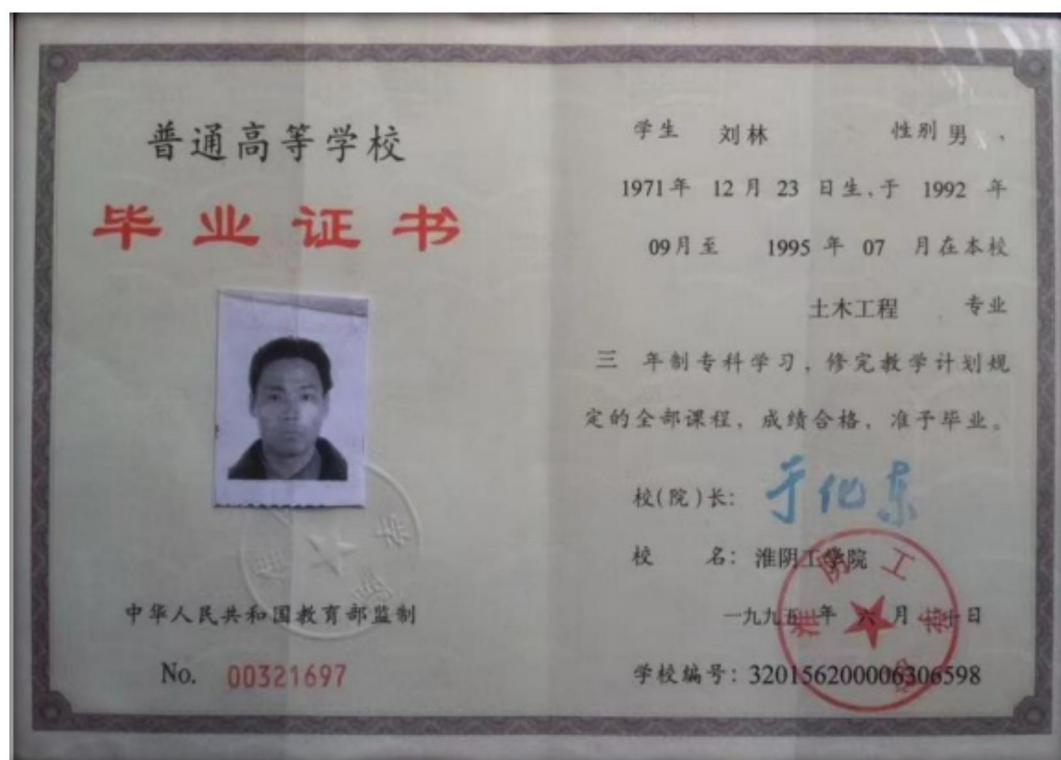 普通高等学校
毕业证书
中华人民共和国教育部监制
No. 00321697
学生 刘林 性别 男 ,
1971年 12月 23 日生,于 1992 年
09月至 1995 年 07 月在本校
土木工程 专业
三 年制专科学习，修完教学计划规
定的全部课程，成绩合格，准予毕业。
校(院)长: 于化东
校 名: 淮阴工学院
一九九五年 六月 十日
学校编号: 320156200006306598